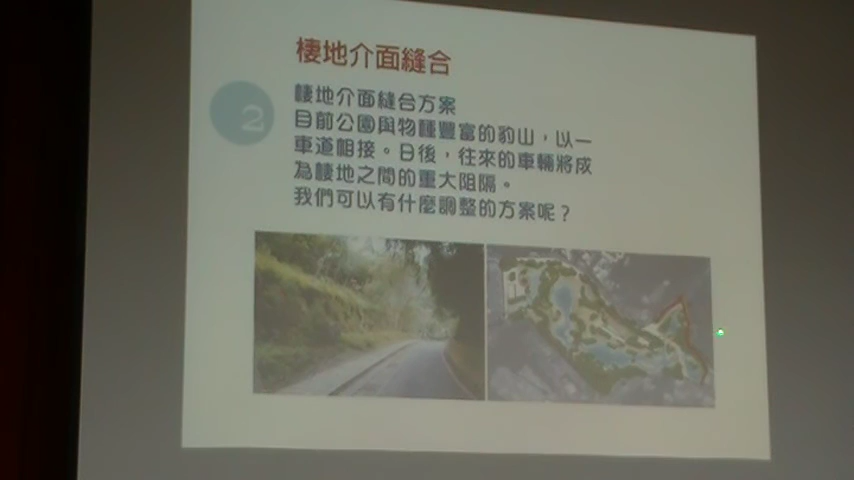 棲地介面縫合
2
棲地介面縫合方案
目前公園與物種豐富的豹山，以一
車道相接。日後，往來的車輛將成
為棲地之間的重大阻隔。
我們可以有什麼調整的方案呢？